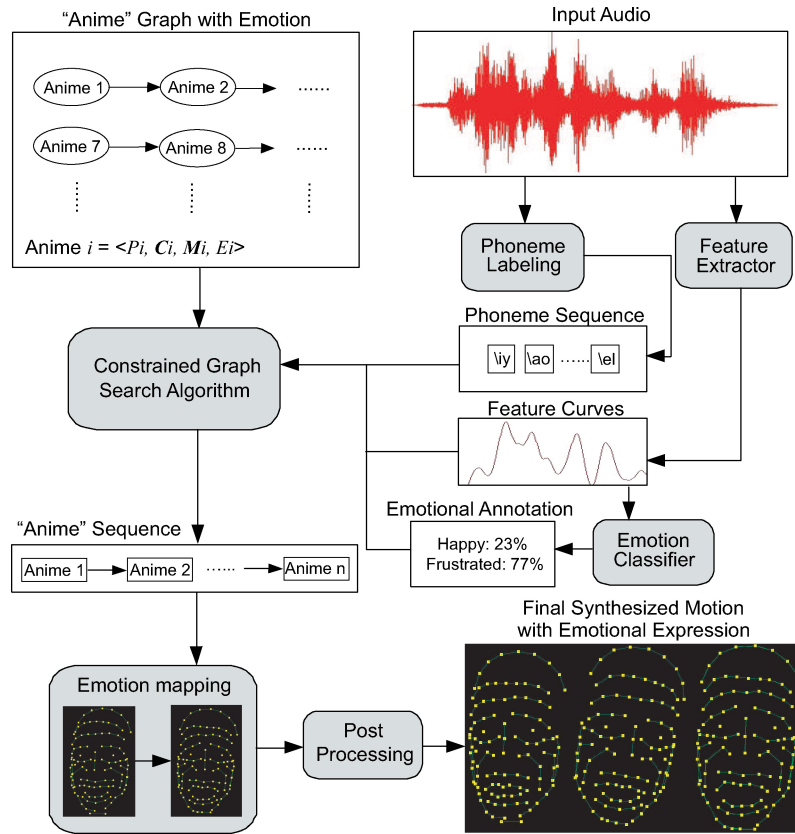 “Anime” Graph with Emotion
Anime 1
Anime 2
......
Anime 7
Anime 8
......
......
......
Anime i = <Pi, Ci, Mi, Ei>
Input Audio
Phoneme
Labeling
Feature
Extractor
Phoneme Sequence
\iy
\ao
......
\el
Constrained Graph
Search Algorithm
Feature Curves
Emotional Annotation
Happy: 23%
Frustrated: 77%
Emotion
Classifier
“Anime” Sequence
Anime 1
Anime 2
......
Anime n
Emotion mapping
Post
Processing
Final Synthesized Motion
with Emotional Expression